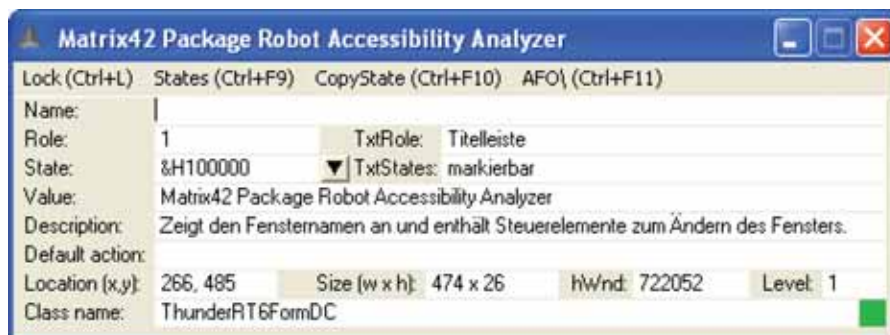 Matrix42 Package Robot Accessibility Analyzer
Lock (Ctrl+L) States (Ctrl+F9) CopyState (Ctrl+F10) AFO\ (Ctrl+F11)
Name:
Role: 1 TxtRole: Titelleiste
State: &H100000 TxtStates: markierbar
Value: Matrix42 Package Robot Accessibility Analyzer
Description: Zeigt den Fensternamen an und enthält Steuerelemente zum Ändern des Fensters.
Default action:
Location (x,y): 266, 485 Size (w x h): 474 x 26 hWnd: 722052 Level: 1
Class name: ThunderRT6FormDC